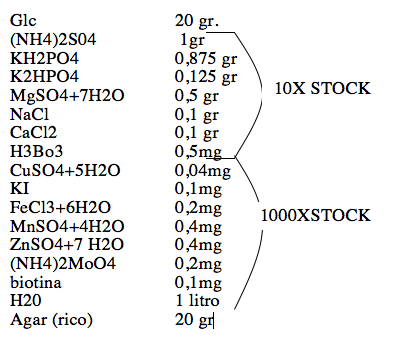 Glc 20 gr.
(NH4)2S04 1gr
KH2PO4 0,875 gr
K2HPO4 0,125 gr
MgSO4+7H2O 0,5 gr
10X STOCK
NaCl 0,1 gr
CaCl2 0,1 gr
H3Bo3 0,5mg
CuSO4+5H2O 0,04mg
KI 0,1mg
FeCl3+6H2O 0,2mg
1000XSTOCK
MnSO4+4H2O 0,4mg
ZnSO4+7 H2O 0,4mg
(NH4)2MoO4 0,2mg
biotina 0,1mg
H20 1 litro
Agar (rico) 20 gr